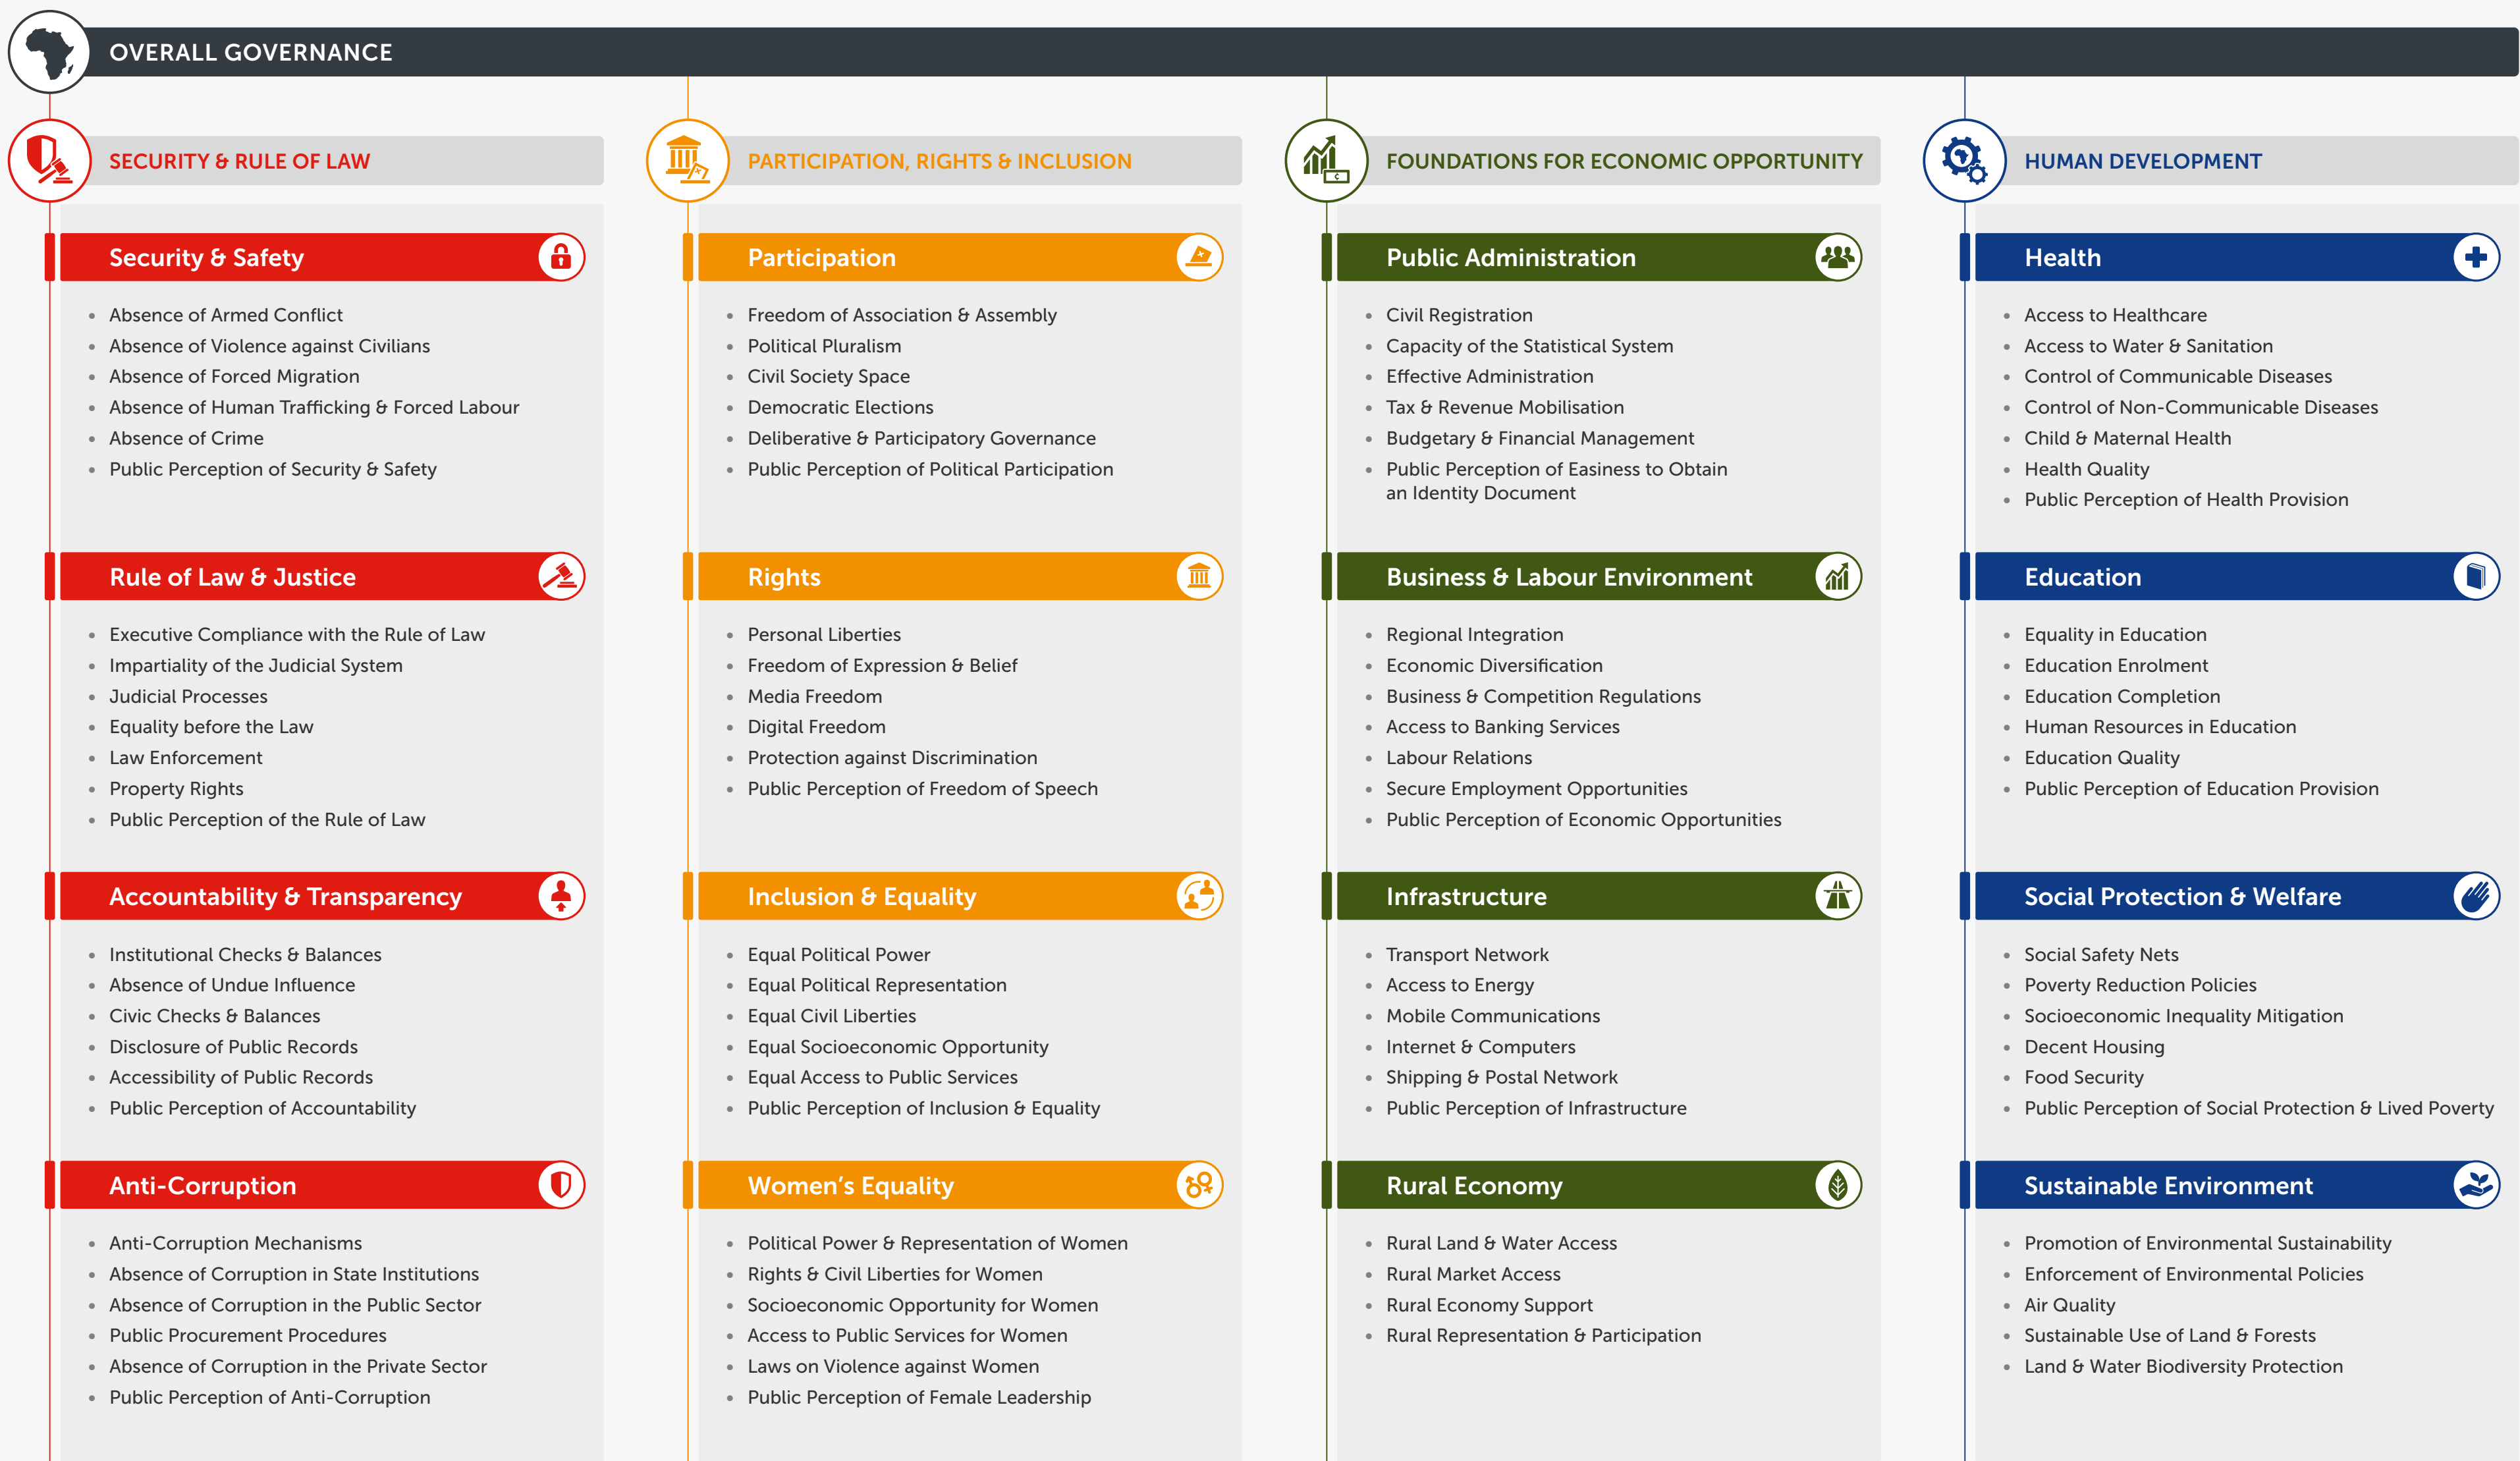 OVERALL GOVERNANCE
SECURITY & RULE OF LAW
Security & Safety
Absence of Armed Conflict
Absence of Violence against Civilians
Absence of Forced Migration
Absence of Human Trafficking & Forced Labour
Absence of Crime
Public Perception of Security & Safety
Rule of Law & Justice
Executive Compliance with the Rule of Law
Impartiality of the Judicial System
Judicial Processes
Equality before the Law
Law Enforcement
Property Rights
Public Perception of the Rule of Law
Accountability & Transparency
Institutional Checks & Balances
Absence of Undue Influence
Civic Checks & Balances
Disclosure of Public Records
Accessibility of Public Records
Public Perception of Accountability
Anti-Corruption
Anti-Corruption Mechanisms
Absence of Corruption in State Institutions
Absence of Corruption in the Public Sector
Public Procurement Procedures
Absence of Corruption in the Private Sector
Public Perception of Anti-Corruption
PARTICIPATION, RIGHTS & INCLUSION
Participation
Freedom of Association & Assembly
Political Pluralism
Civil Society Space
Democratic Elections
Deliberative & Participatory Governance
Public Perception of Political Participation
Rights
Personal Liberties
Freedom of Expression & Belief
Media Freedom
Digital Freedom
Protection against Discrimination
Public Perception of Freedom of Speech
Inclusion & Equality
Equal Political Power
Equal Political Representation
Equal Civil Liberties
Equal Socioeconomic Opportunity
Equal Access to Public Services
Public Perception of Inclusion & Equality
Women’s Equality
Political Power & Representation of Women
Rights & Civil Liberties for Women
Socioeconomic Opportunity for Women
Access to Public Services for Women
Laws on Violence against Women
Public Perception of Female Leadership
FOUNDATIONS FOR ECONOMIC OPPORTUNITY
Public Administration
Civil Registration
Capacity of the Statistical System
Effective Administration
Tax & Revenue Mobilisation
Budgetary & Financial Management
Public Perception of Easiness to Obtain
an Identity Document
Business & Labour Environment
Regional Integration
Economic Diversification
Business & Competition Regulations
Access to Banking Services
Labour Relations
Secure Employment Opportunities
Public Perception of Economic Opportunities
Infrastructure
Transport Network
Access to Energy
Mobile Communications
Internet & Computers
Shipping & Postal Network
Public Perception of Infrastructure
Rural Economy
Rural Land & Water Access
Rural Market Access
Rural Economy Support
Rural Representation & Participation
HUMAN DEVELOPMENT
Health
Access to Healthcare
Access to Water & Sanitation
Control of Communicable Diseases
Control of Non-Communicable Diseases
Child & Maternal Health
Health Quality
Public Perception of Health Provision
Education
Equality in Education
Education Enrolment
Education Completion
Human Resources in Education
Education Quality
Public Perception of Education Provision
Social Protection & Welfare
Social Safety Nets
Poverty Reduction Policies
Socioeconomic Inequality Mitigation
Decent Housing
Food Security
Public Perception of Social Protection & Lived Poverty
Sustainable Environment
Promotion of Environmental Sustainability
Enforcement of Environmental Policies
Air Quality
Sustainable Use of Land & Forests
Land & Water Biodiversity Protection